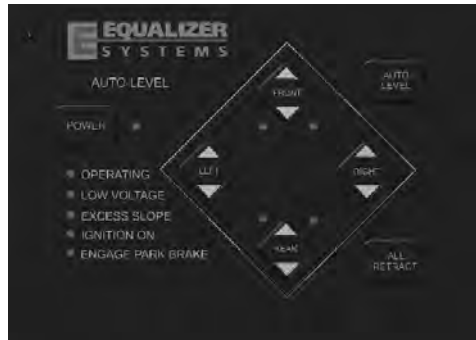 EQUALIZER
SYSTEMS
AUTO-LEVEL
FRONT
AUTO
LEVEL
POWER
LEFT
RIGHT
OPERATING
LOW VOLTAGE
EXCESS SLOPE
IGNITION ON
ENGAGE PARK BRAKE
REAR
ALL
RETRACT